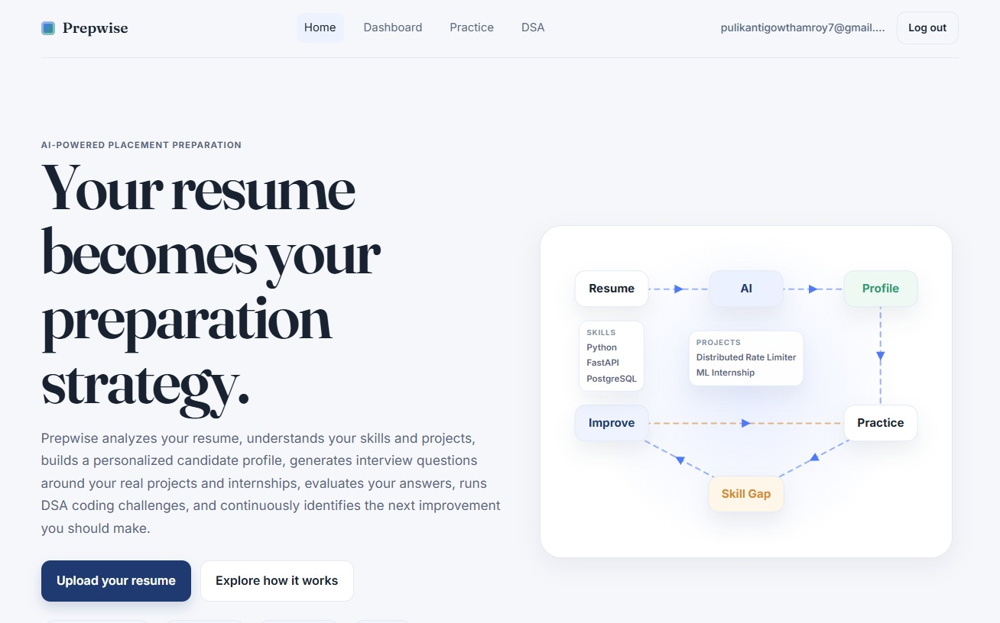 Prepwise
Home
Dashboard
Practice
DSA
pulikantigowthamroy7@gmail....
Log out
AI-POWERED PLACEMENT PREPARATION
Your resume
becomes your
preparation
strategy.
Prepwise analyzes your resume, understands your skills and projects,
builds a personalized candidate profile, generates interview questions
around your real projects and internships, evaluates your answers, runs
DSA coding challenges, and continuously identifies the next improvement
you should make.
Upload your resume
Explore how it works
Resume
AI
Profile
SKILLS
Python
FastAPI
PostgreSQL
PROJECTS
Distributed Rate Limiter
ML Internship
Improve
Practice
Skill Gap